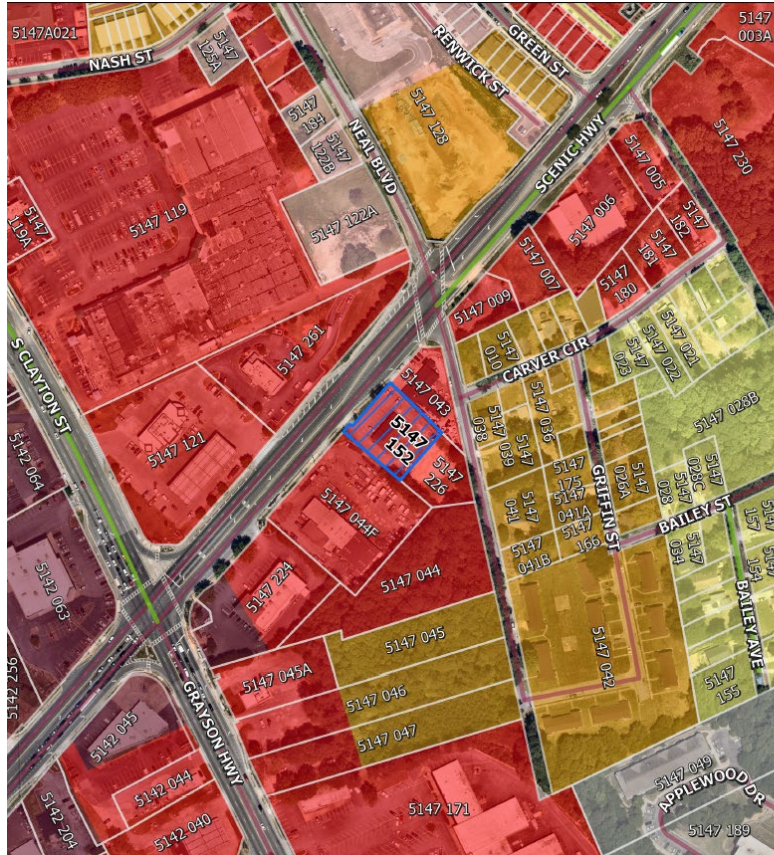 5147A021
5147
125A
5147
003A
NASH ST
GREEN ST
RENWICK ST
5147 128
5147
184
5147
122B
NEAL BLVD
SCENIC HWY
5147 005
5147 230
5147
119A
5147 119
5147 122A
5147 006
5147
182
5147
181
5147 007
5147
180
5147 009
S CLAYTON ST
5147 261
5147
010
CARVER CIR
5147
023
5147 022
5147 021
5147 043
5147
152
5147
226
5147
038
5147
039
5147 036
5147 028B
5142 064
5147 121
5147
175
5147
041A
5147
026A
5147
028
5147
028C
GRIFFIN ST
5147 044F
5147
041
5147
041B
5147
166
BAILEY ST
5147
034
5147
157
5147
154
5142 063
5147 224
5147 044
BAILEY AVE
5147 045
5147 042
5142 256
5147 045A
5147 046
5147
155
GRAYSON HWY
5147 047
5142 045
5142 044
5147 049
APPLEWOOD DR
5142 204
5142 040
5147 171
5147 189